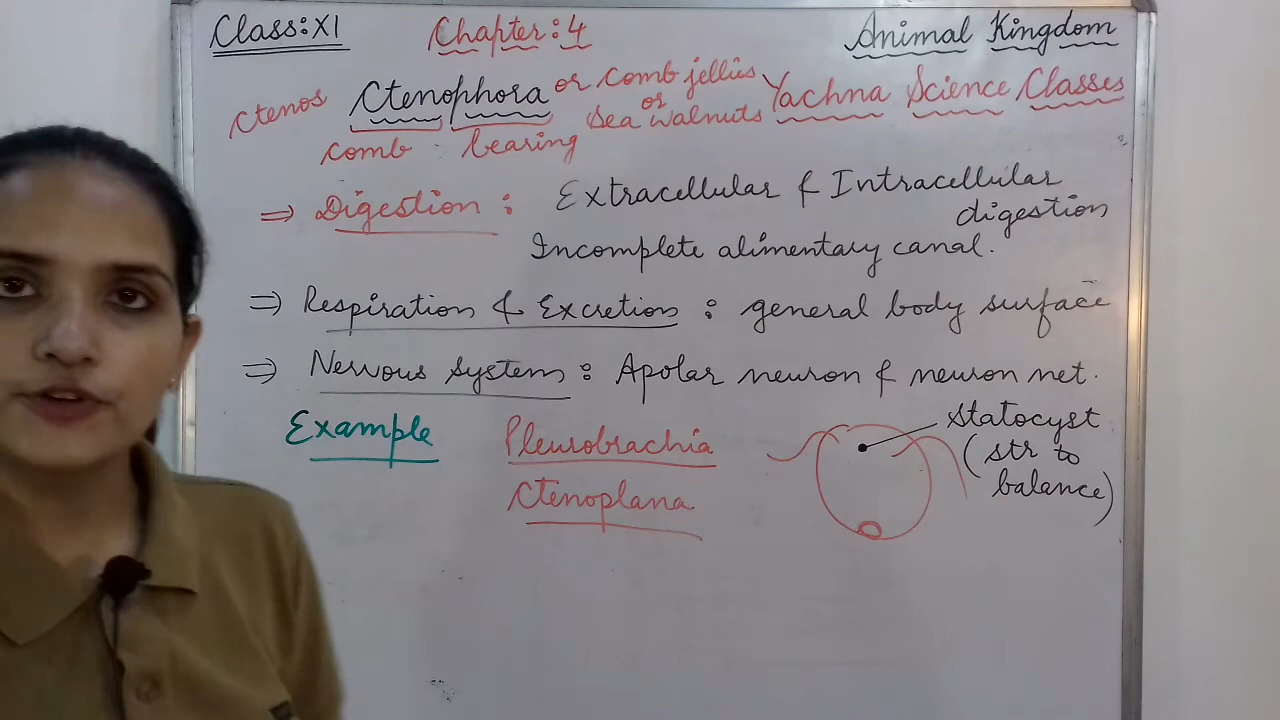 Class:XI Chapter:4 Animal Kingdom
ctenos Ctenophora or Comb jellies or Sea walnuts Yachna Science Classes
comb : bearing
⇒ Digestion : Extracellular & Intracellular digestion
Incomplete alimentary canal.
⇒ Respiration & Excretion : general body surface
⇒ Nervous System : Apolar neuron & neuron net.
Example Pleurobrachia
Ctenoplana
Statocyst
(str to
balance)